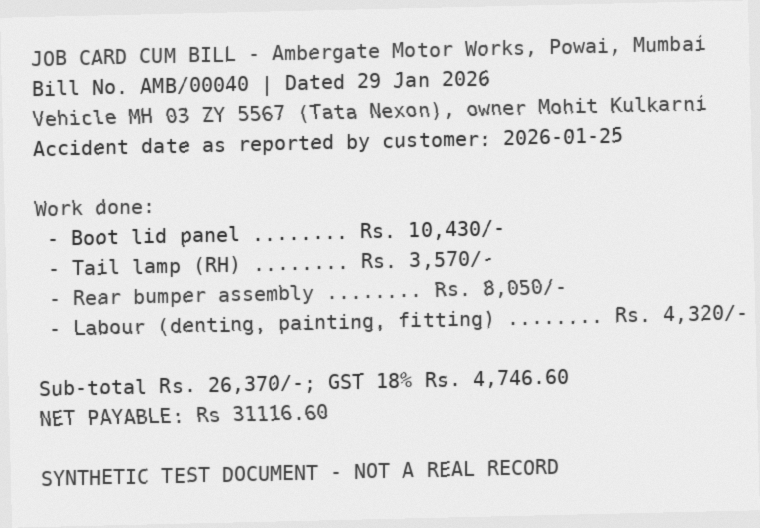 JOB CARD CUM BILL - Ambergate Motor Works, Powai, Mumbai
Bill No. AMB/00040 | Dated 29 Jan 2026
Vehicle MH 03 ZY 5567 (Tata Nexon), owner Mohit Kulkarni
Accident date as reported by customer: 2026-01-25
Work done:
- Boot lid panel ........ Rs. 10,430/-
- Tail lamp (RH) ........ Rs. 3,570/-
- Rear bumper assembly ........ Rs. 8,050/-
- Labour (denting, painting, fitting) ........ Rs. 4,320/-
Sub-total Rs. 26,370/-; GST 18% Rs. 4,746.60
NET PAYABLE: Rs 31116.60
SYNTHETIC TEST DOCUMENT - NOT A REAL RECORD